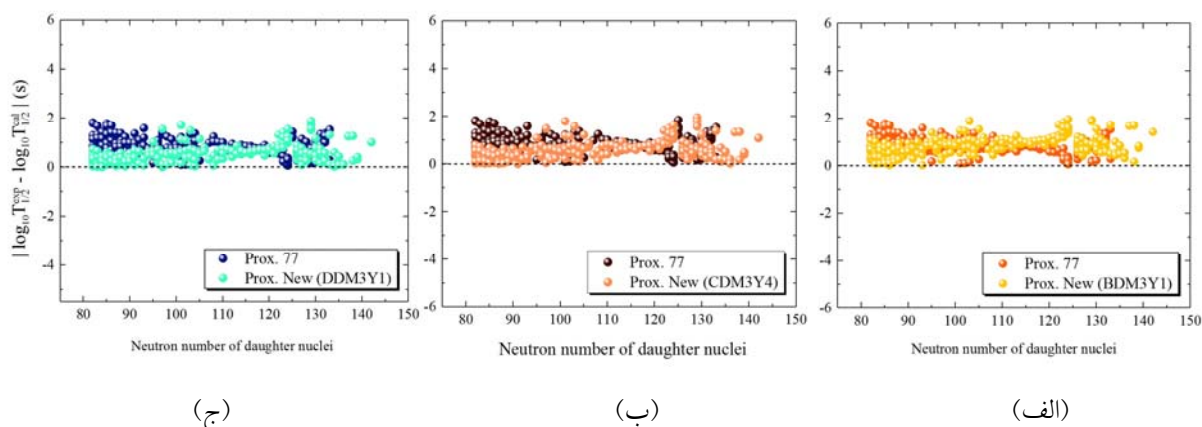 | log₁₀T₁/₂ᵉˣᵖ - log₁₀T₁/₂ᶜᵃˡ | (s)
6
4
2
0
-2
-4
Prox. 77
Prox. New (DDM3Y1)
80 90 100 110 120 130 140 150
Neutron number of daughter nuclei
(ج)
6
4
2
0
-2
-4
-6
Prox. 77
Prox. New (CDM3Y4)
80 90 100 110 120 130 140 150
Neutron number of daughter nuclei
(ب)
6
4
2
0
-2
-4
-6
Prox. 77
Prox. New (BDM3Y1)
80 90 100 110 120 130 140 150
Neutron number of daughter nuclei
(الف)